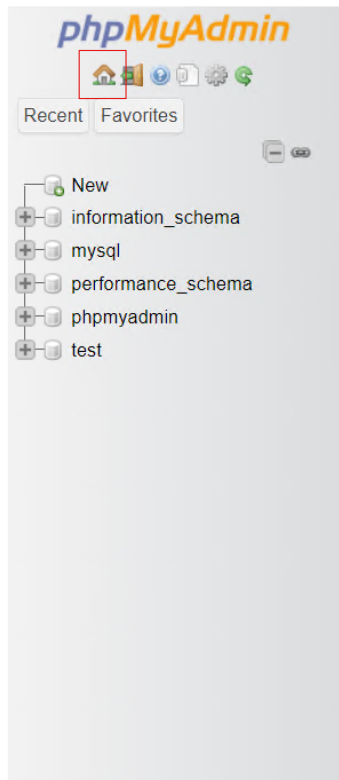 phpMyAdmin
Recent Favorites
New
information_schema
mysql
performance_schema
phpmyadmin
test